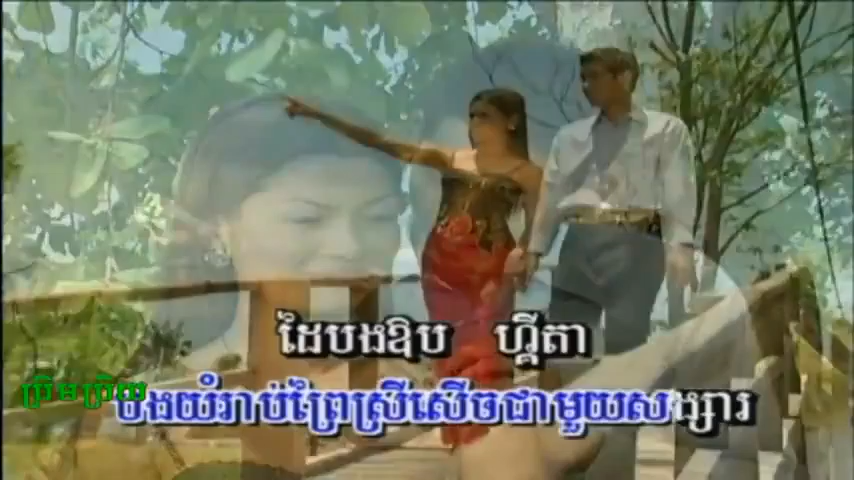 ដៃបងឱប ហ្គីតា
បងយំរាប់ព្រៃស្រីសើចជាមួយសង្សារ
ព្រឹមព្រិយ